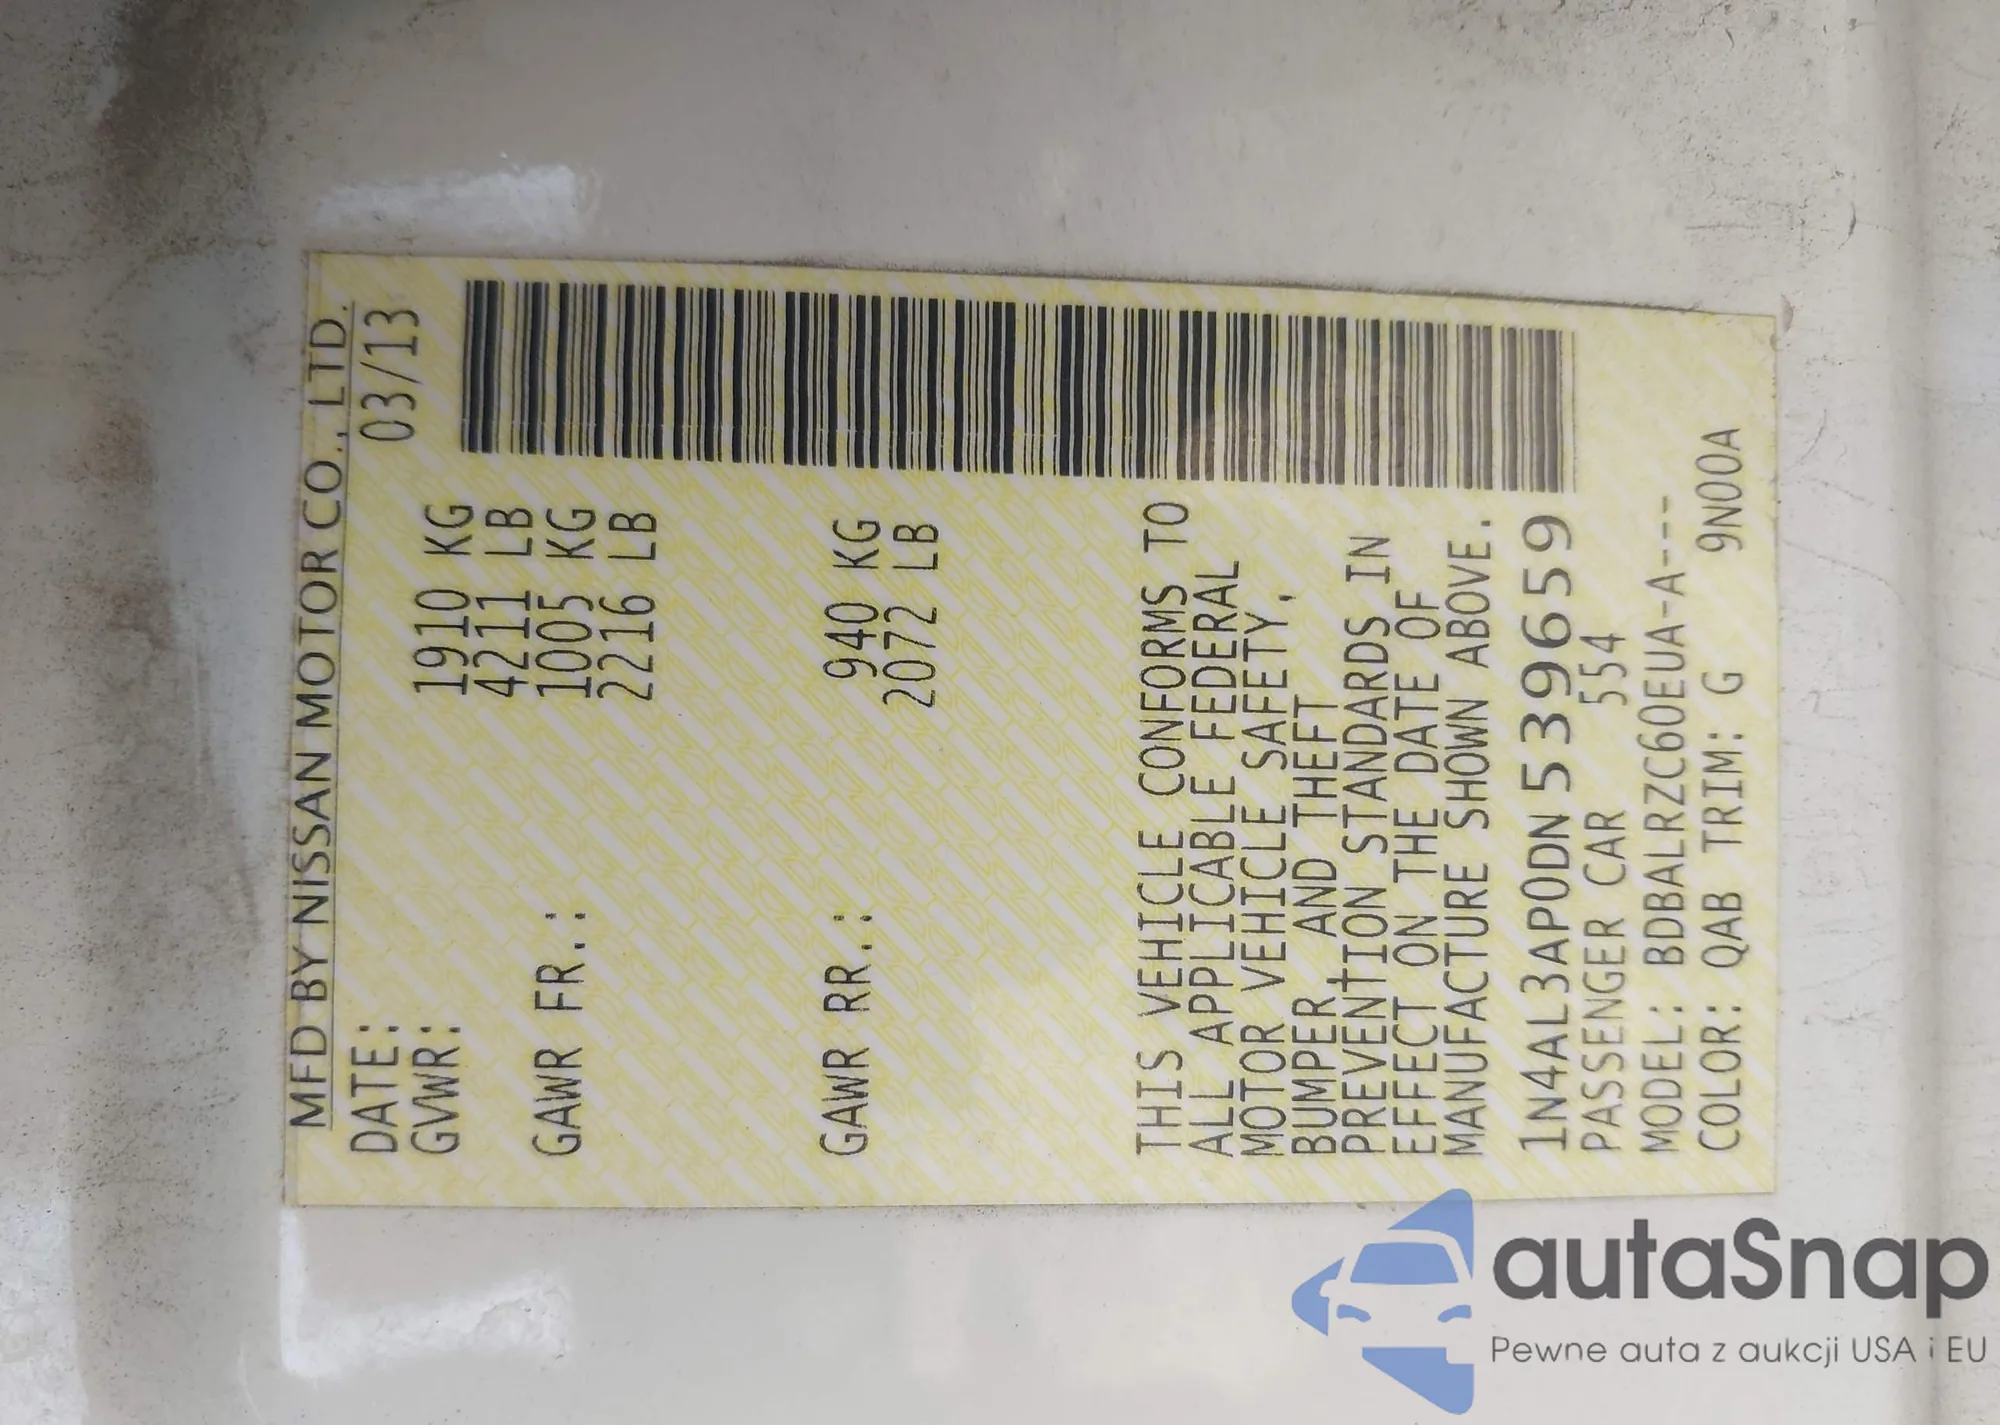 MFD BY NISSAN MOTOR CO., LTD.
DATE: 03/13
GVWR: 1910 KG
4211 LB
GAWR FR.: 1005 KG
2216 LB
GAWR RR.: 940 KG
2072 LB
THIS VEHICLE CONFORMS TO
ALL APPLICABLE FEDERAL
MOTOR VEHICLE SAFETY,
BUMPER AND THEFT
PREVENTION STANDARDS IN
EFFECT ON THE DATE OF
MANUFACTURE SHOWN ABOVE.
1N4AL3AP0DN539659
PASSENGER CAR 554
MODEL: BDBALRZC60EUA-A---
COLOR: QAB TRIM: G 9N00A
autaSnap
Pewne auta z aukcji USA i EU